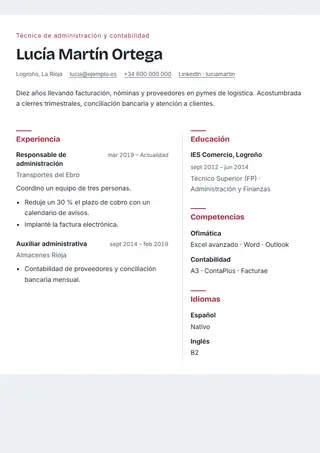 Técnica de administración y contabilidad
Lucía Martín Ortega
Logroño, La Rioja lucia@ejemplo.es +34 600 000 000 LinkedIn · luciamartin
Diez años llevando facturación, nóminas y proveedores en pymes de logística. Acostumbrada
a cierres trimestrales, conciliación bancaria y atención a clientes.
Experiencia
Responsable de administración mar 2019 – Actualidad
Transportes del Ebro
Coordino un equipo de tres personas.
• Reduje un 30 % el plazo de cobro con un
calendario de avisos.
• Implanté la factura electrónica.
Auxiliar administrativa sept 2014 – feb 2019
Almacenes Rioja
• Contabilidad de proveedores y conciliación
bancaria mensual.
Educación
IES Comercio, Logroño
sept 2012 – jun 2014
Técnico Superior (FP) ·
Administración y Finanzas
Competencias
Ofimática
Excel avanzado · Word · Outlook
Contabilidad
A3 · ContaPlus · Facturae
Idiomas
Español
Nativo
Inglés
B2